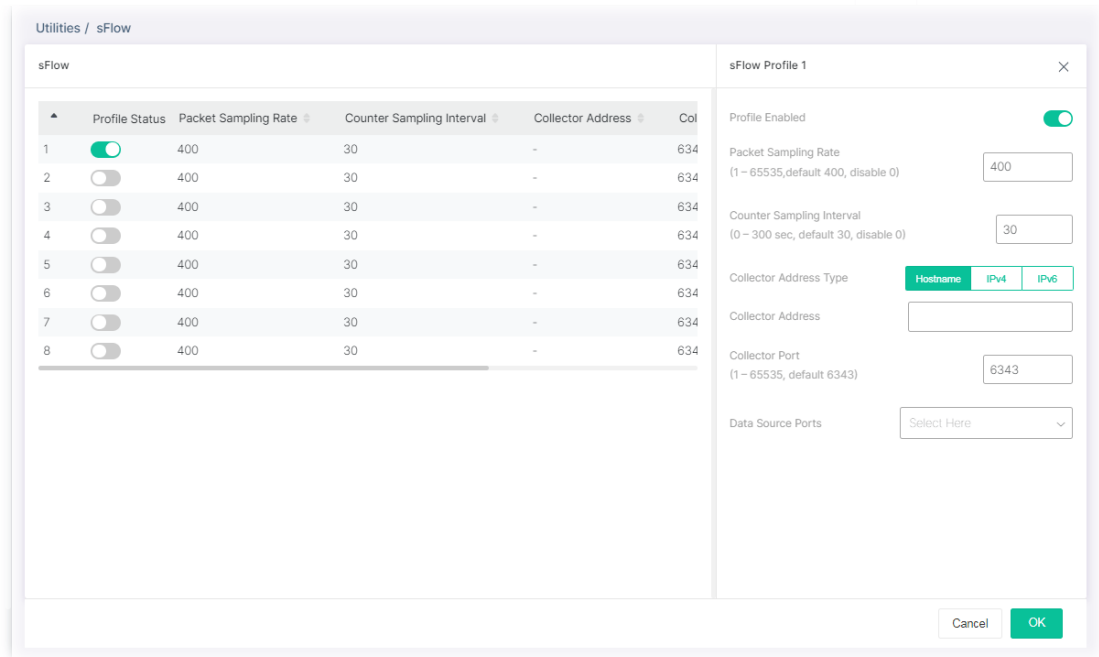 Utilities / sFlow
sFlow
Profile Status Packet Sampling Rate Counter Sampling Interval Collector Address Col
1 400 30 - 634
2 400 30 - 634
3 400 30 - 634
4 400 30 - 634
5 400 30 - 634
6 400 30 - 634
7 400 30 - 634
8 400 30 - 634
sFlow Profile 1
Profile Enabled
Packet Sampling Rate
(1 – 65535,default 400, disable 0) 400
Counter Sampling Interval
(0 – 300 sec, default 30, disable 0) 30
Collector Address Type Hostname IPv4 IPv6
Collector Address
Collector Port
(1 – 65535, default 6343) 6343
Data Source Ports Select Here
Cancel OK